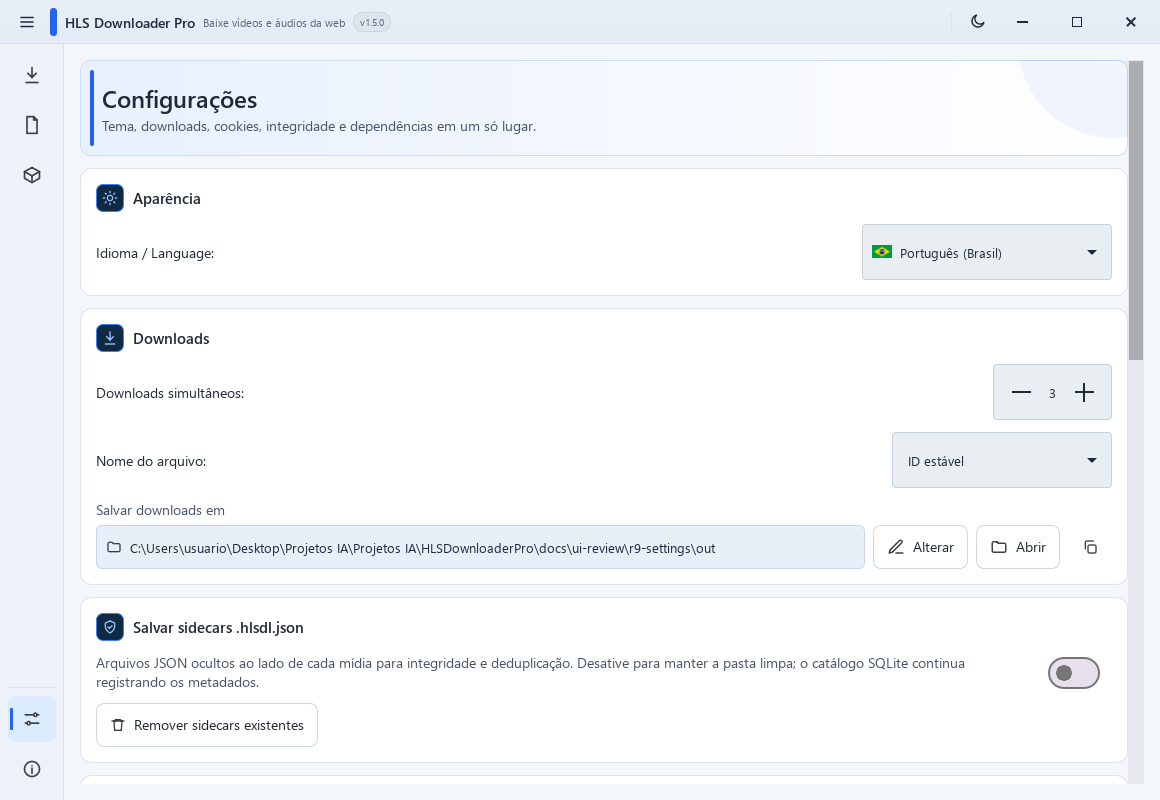 HLS Downloader Pro Baixe vídeos e áudios da web v1.5.0
Configurações
Tema, downloads, cookies, integridade e dependências em um só lugar.
Aparência
Idioma / Language:
Português (Brasil)
Downloads
Downloads simultâneos:
3
Nome do arquivo:
ID estável
Salvar downloads em
C:\Users\usuario\Desktop\Projetos IA\Projetos IA\HLSDownloaderPro\docs\ui-review\r9-settings\out
Alterar
Abrir
Salvar sidecars .hlsdl.json
Arquivos JSON ocultos ao lado de cada mídia para integridade e deduplicação. Desative para manter a pasta limpa; o catálogo SQLite continua
registrando os metadados.
Remover sidecars existentes